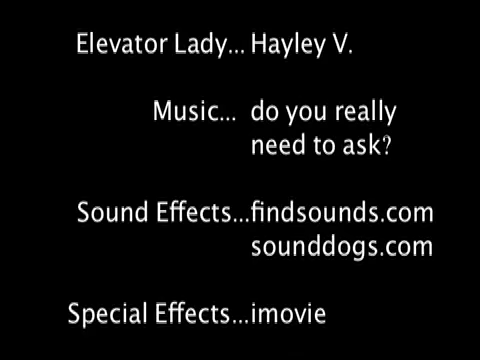 Elevator Lady... Hayley V.
Music... do you really
need to ask?
Sound Effects...findsounds.com
sounddogs.com
Special Effects...imovie